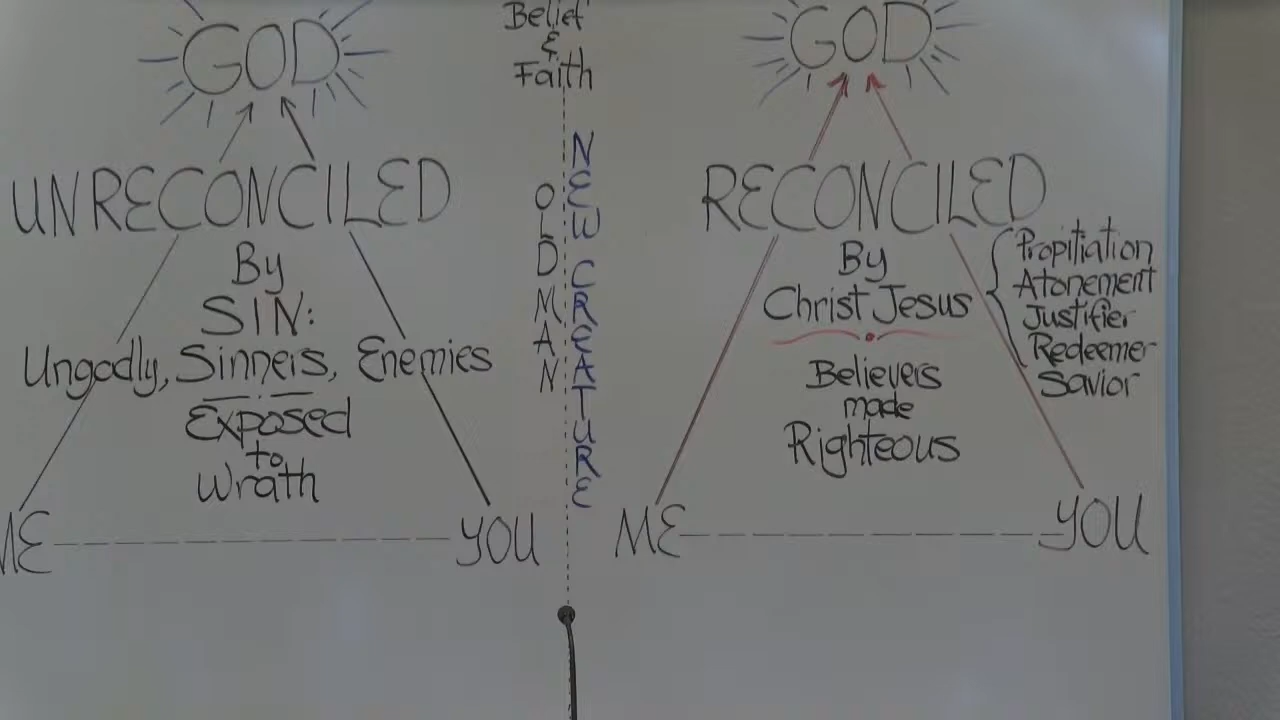 GOD
UNRECONCILED
By
SIN:
Ungodly, Sinners, Enemies
Exposed
to
Wrath
ME
YOU
Belief
&
Faith
OLD MAN
NEW CREATURE
GOD
RECONCILED
By
Christ Jesus
Propitiation
Atonement
Justifier
Redeemer
Savior
Believers
made
Righteous
ME
YOU